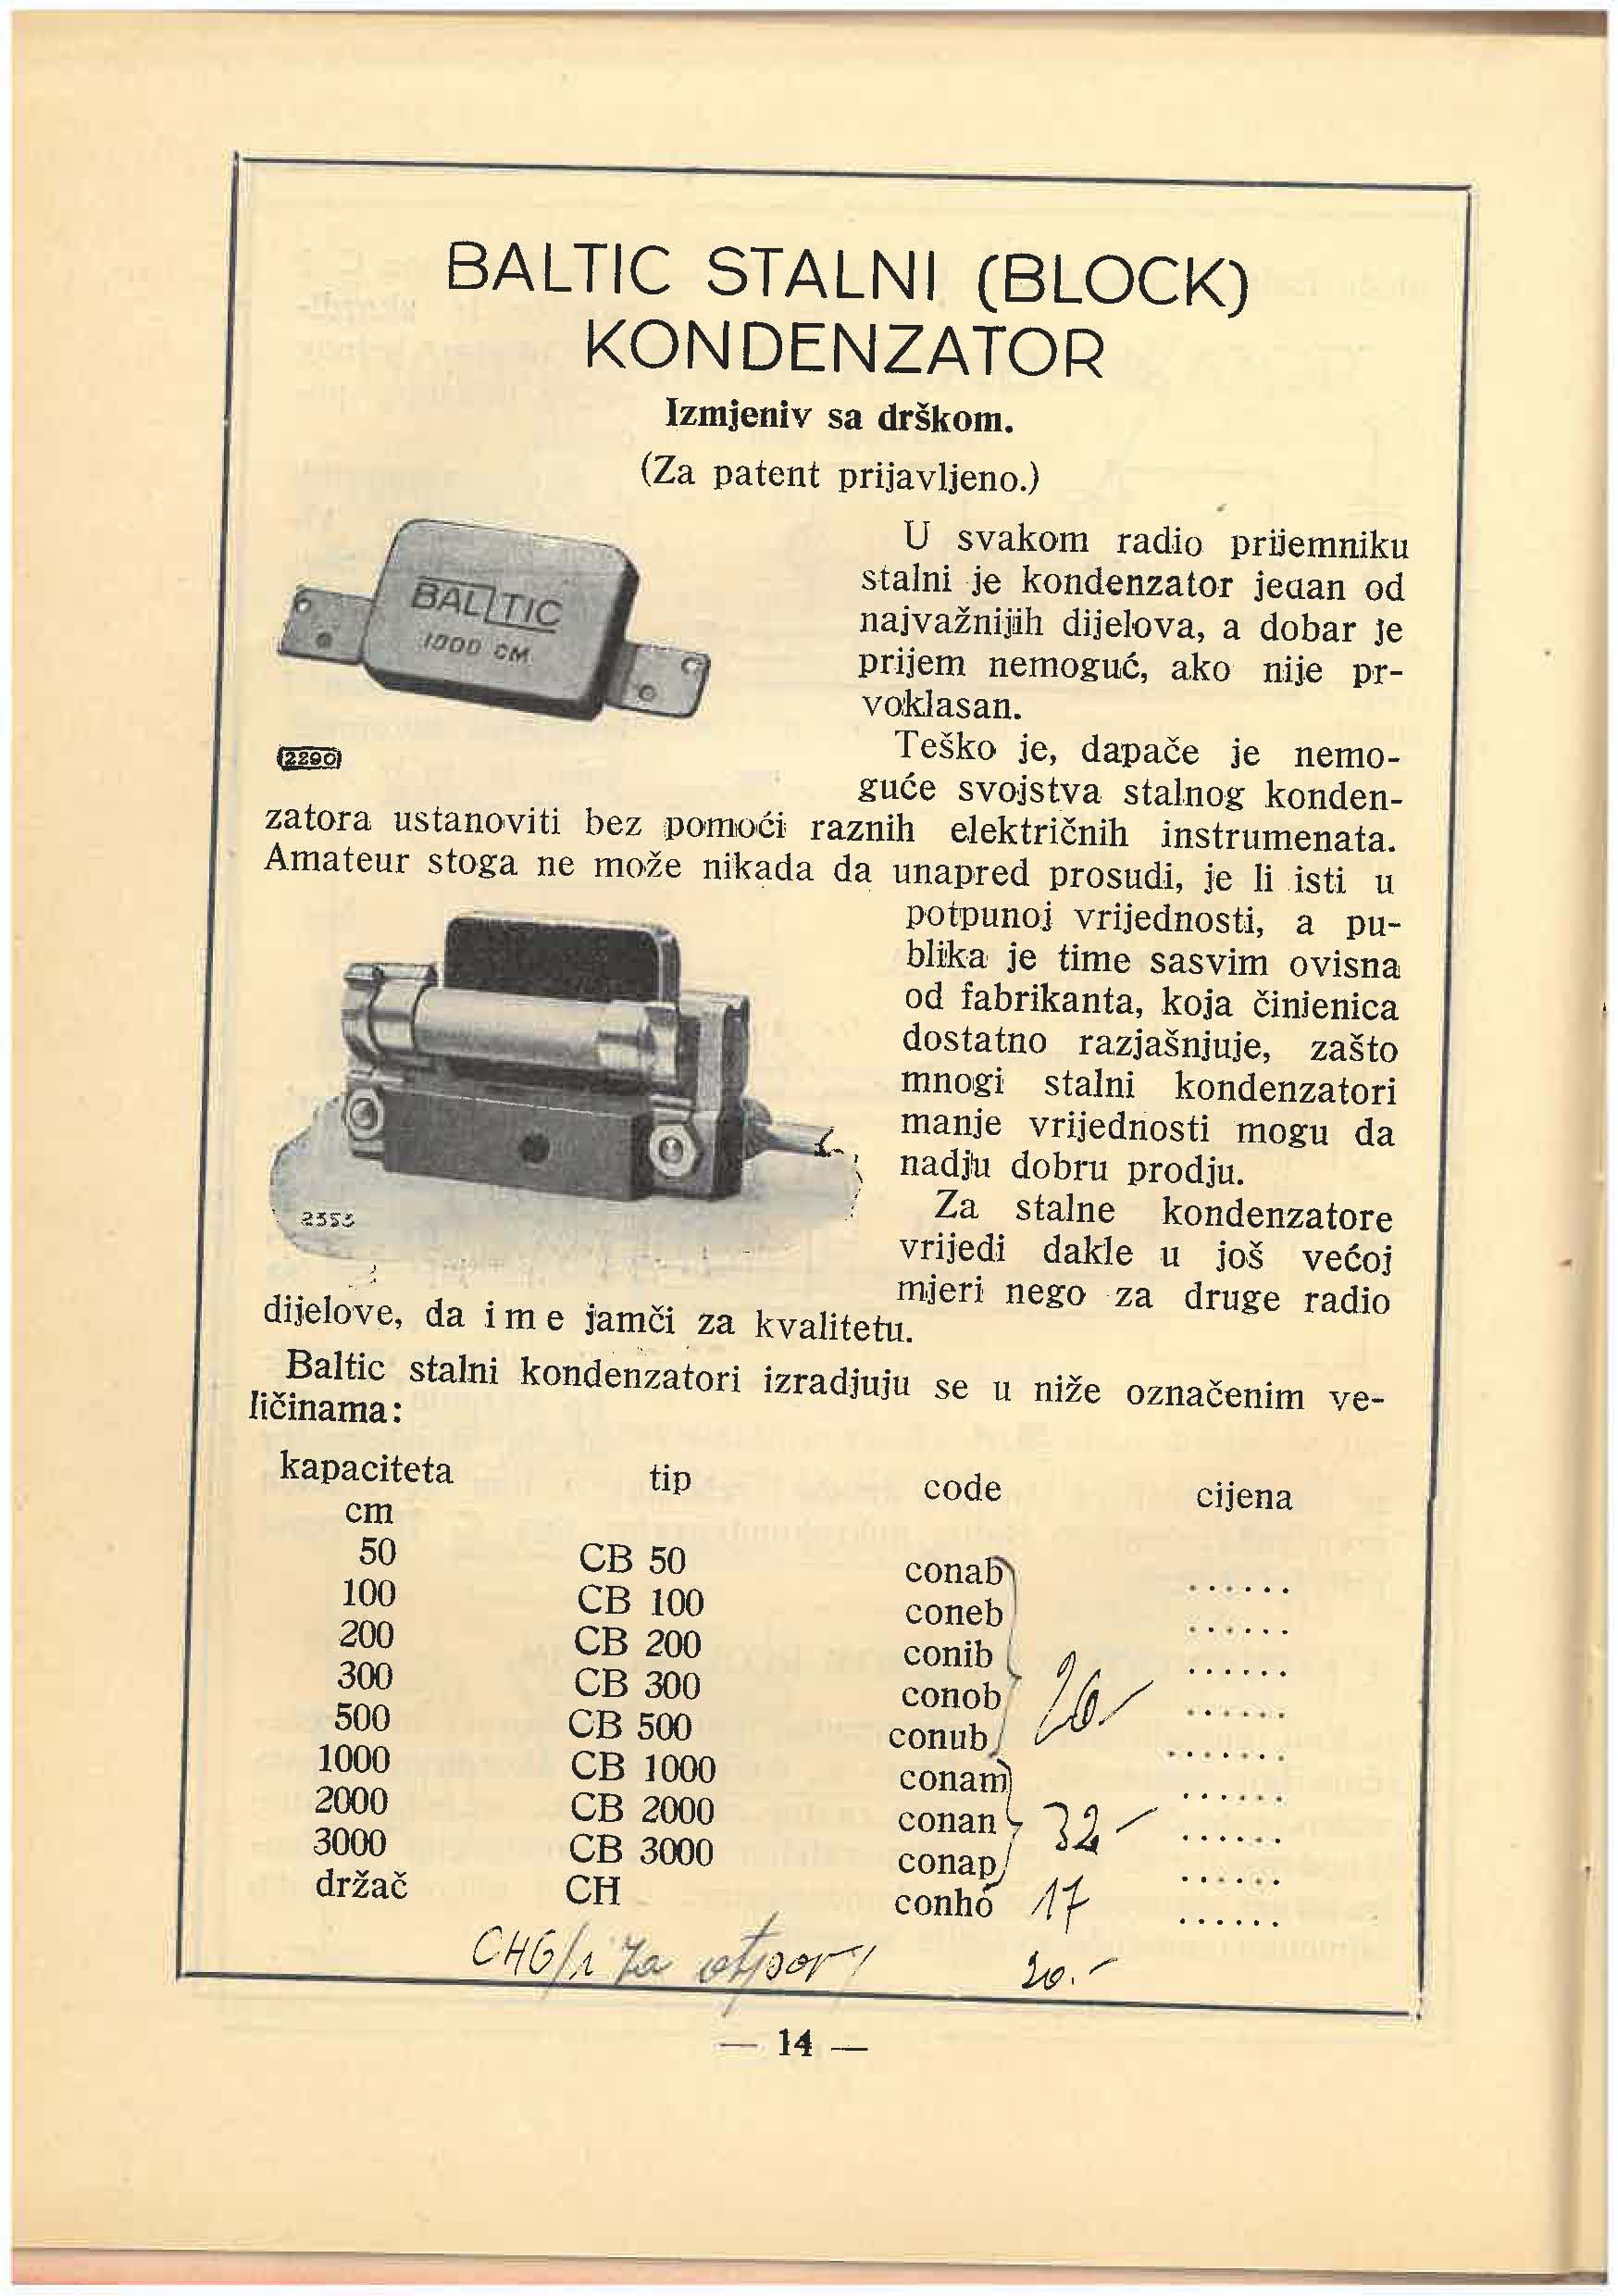 BALTIC STALNI (BLOCK)
KONDENZATOR
Izmjeniv sa drškom.
(Za patent prijavljeno.)
BALTIC
1000 CM
2290
U svakom radio prijemniku
stalni je kondenzator jedan od
najvažnijih dijelova, a dobar je
prijem nemoguć, ako nije pr-
voklasan.
Teško je, dapače je nemo-
guće svojstva stalnog konden-
zatora ustanoviti bez pomoći raznih električnih instrumenata.
Amateur stoga ne može nikada da unapred prosudi, je li isti u
potpunoj vrijednosti, a pu-
blika je time sasvim ovisna
od fabrikanta, koja činjenica
dostatno razjašnjuje, zašto
mnogi stalni kondenzatori
manje vrijednosti mogu da
nadju dobru prodju.
2353
Za stalne kondenzatore
vrijedi dakle u još većoj
mjeri nego za druge radio
dijelove, da ime jamči za kvalitetu.
Baltic stalni kondenzatori izradjuju se u niže označenim ve-
ličinama:
kapaciteta tip code cijena
cm
50 CB 50 conab ......
100 CB 100 coneb ......
200 CB 200 conib ......
300 CB 300 conob 26.- ......
500 CB 500 conub .......
1000 CB 1000 conam ......
2000 CB 2000 conan 32- ......
3000 CB 3000 conap ......
držač CH conho 17 ......
CHG/1 za otpory 20.-
— 14 —